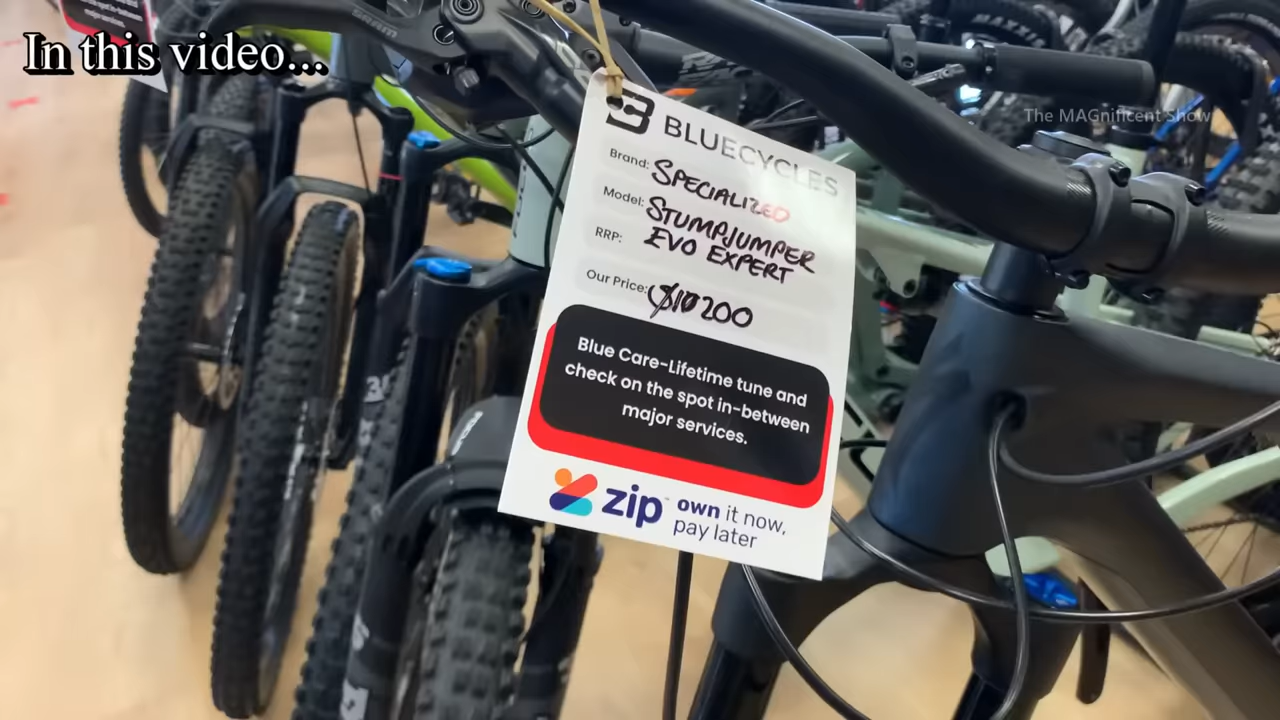 In this video...
The MAGnificent Show
BLUECYCLES
Brand: SPECIALIZED
Model: STUMPJUMPER
EVO EXPERT
RRP:
Our Price: $10200
Blue Care-Lifetime tune and
check on the spot in-between
major services.
zip own it now,
pay later
MAXXIS